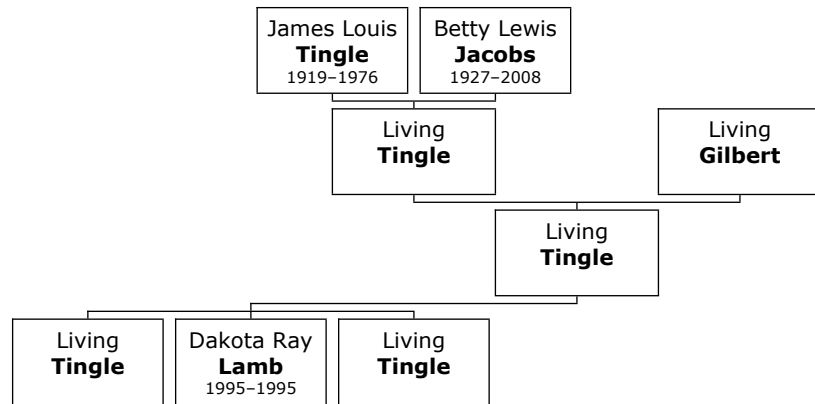 James Louis
Tingle
1919–1976
Betty Lewis
Jacobs
1927–2008
Living
Tingle
Living
Gilbert
Living
Tingle
Living
Tingle
Dakota Ray
Lamb
1995–1995
Living
Tingle